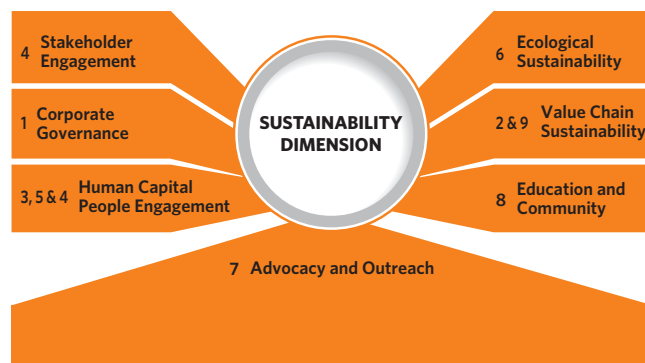 4 Stakeholder
Engagement
1 Corporate
Governance
3, 5 & 4 Human Capital
People Engagement
SUSTAINABILITY
DIMENSION
6 Ecological
Sustainability
2 & 9 Value Chain
Sustainability
8 Education and
Community
7 Advocacy and Outreach